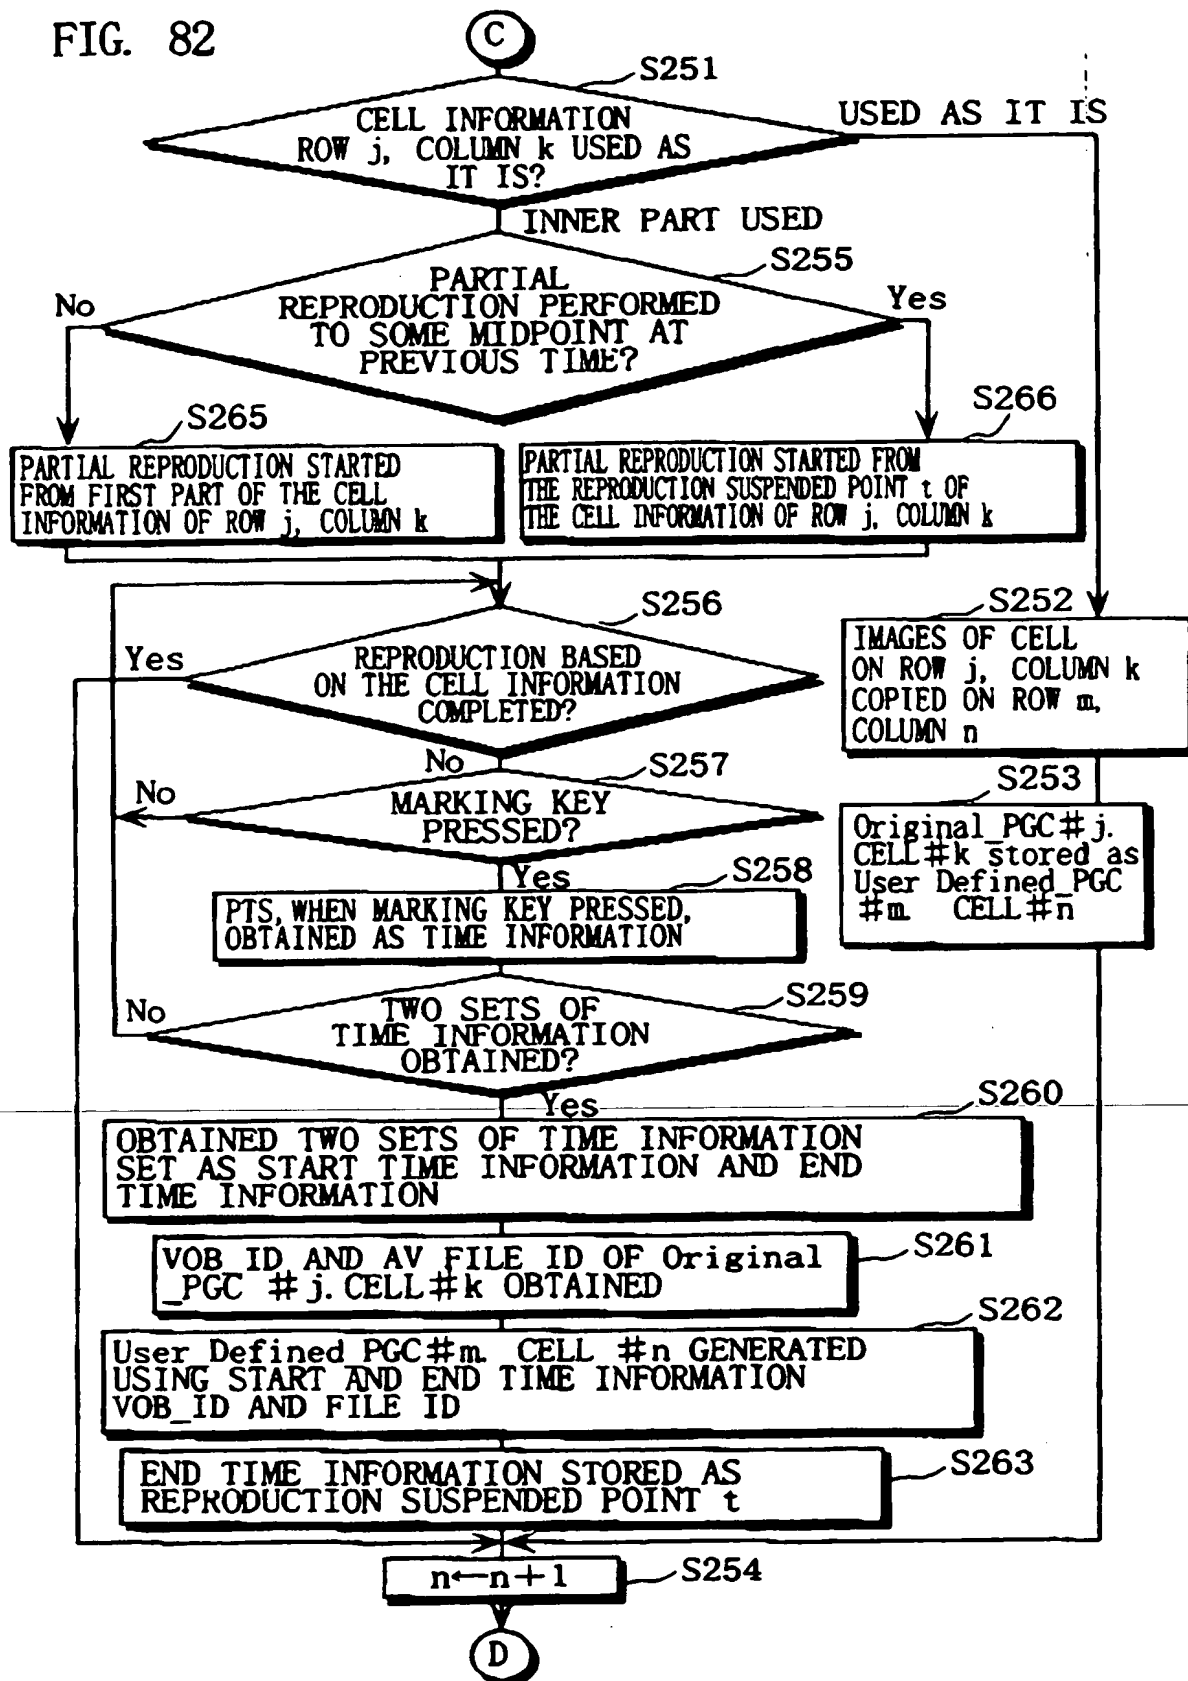 FIG. 82
C
S251
CELL INFORMATION
ROW j, COLUMN k USED AS
IT IS?
USED AS IT IS
INNER PART USED
S255
PARTIAL
REPRODUCTION PERFORMED
TO SOME MIDPOINT AT
PREVIOUS TIME?
No
Yes
S265
PARTIAL REPRODUCTION STARTED
FROM FIRST PART OF THE CELL
INFORMATION OF ROW j, COLUMN k
S266
PARTIAL REPRODUCTION STARTED FROM
THE REPRODUCTION SUSPENDED POINT t OF
THE CELL INFORMATION OF ROW j, COLUMN k
S256
Yes
REPRODUCTION BASED
ON THE CELL INFORMATION
COMPLETED?
No
S252
IMAGES OF CELL
ON ROW j, COLUMN k
COPIED ON ROW m,
COLUMN n
S257
No
MARKING KEY
PRESSED?
Yes
S253
Original_PGC#j.
CELL#k stored as
User Defined_PGC
#m. CELL#n
S258
PTS, WHEN MARKING KEY PRESSED,
OBTAINED AS TIME INFORMATION
S259
No
TWO SETS OF
TIME INFORMATION
OBTAINED?
Yes
S260
OBTAINED TWO SETS OF TIME INFORMATION
SET AS START TIME INFORMATION AND END
TIME INFORMATION
S261
VOB_ID AND AV FILE ID OF Original
_PGC #j. CELL#k OBTAINED
S262
User Defined_PGC#m. CELL #n GENERATED
USING START AND END TIME INFORMATION
VOB_ID AND FILE ID
S263
END TIME INFORMATION STORED AS
REPRODUCTION SUSPENDED POINT t
n←n+1
S254
D